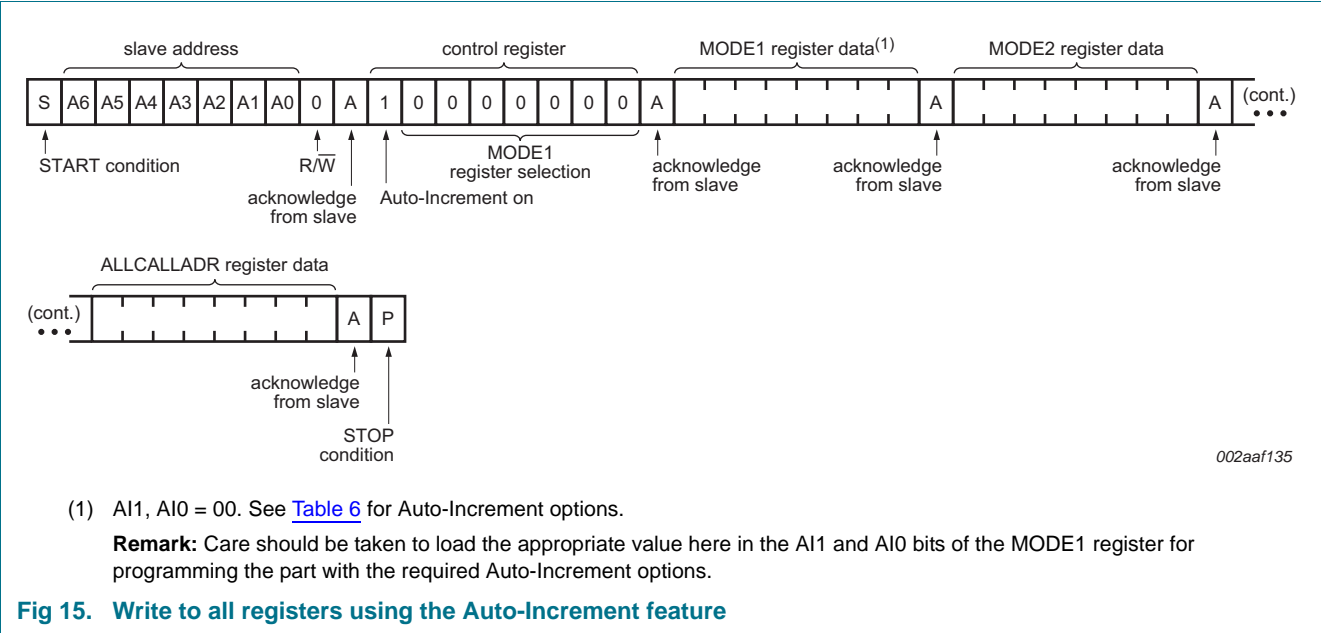 slave address control register MODE1 register data(1) MODE2 register data
S A6 A5 A4 A3 A2 A1 A0 0 A 1 0 0 0 0 0 0 0 A A A (cont.)
START condition R/W̅ acknowledge from slave Auto-Increment on MODE1 register selection acknowledge from slave acknowledge from slave acknowledge from slave
ALLCALLADR register data
(cont.) A P
acknowledge
from slave
STOP
condition
002aaf135
(1) AI1, AI0 = 00. See Table 6 for Auto-Increment options.
Remark: Care should be taken to load the appropriate value here in the AI1 and AI0 bits of the MODE1 register for
programming the part with the required Auto-Increment options.
Fig 15. Write to all registers using the Auto-Increment feature